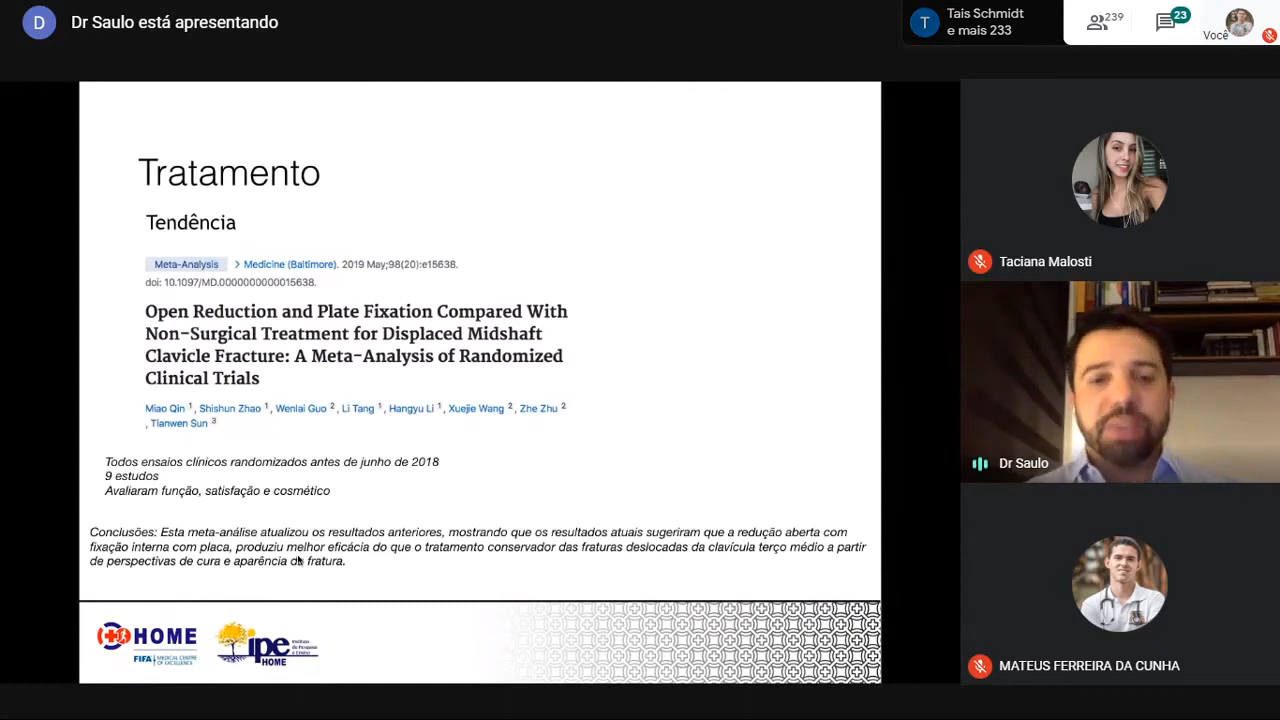 D Dr Saulo está apresentando
T Tais Schmidt
e mais 233
239
23
Você
Tratamento
Tendência
Meta-Analysis > Medicine (Baltimore). 2019 May;98(20):e15638.
doi: 10.1097/MD.0000000000015638.
Open Reduction and Plate Fixation Compared With
Non-Surgical Treatment for Displaced Midshaft
Clavicle Fracture: A Meta-Analysis of Randomized
Clinical Trials
Miao Qin 1, Shishun Zhao 1, Wenlai Guo 2, Li Tang 1, Hangyu Li 1, Xuejie Wang 2, Zhe Zhu 2
, Tianwen Sun 3
Todos ensaios clínicos randomizados antes de junho de 2018
9 estudos
Avaliaram função, satisfação e cosmético
Conclusões: Esta meta-análise atualizou os resultados anteriores, mostrando que os resultados atuais sugeriram que a redução aberta com
fixação interna com placa, produziu melhor eficácia do que o tratamento conservador das fraturas deslocadas da clavícula terço médio a partir
de perspectivas de cura e aparência de fratura.
HOME
FIFA MEDICAL CENTRE
OF EXCELLENCE
ipe
Instituto
de Pesquisa
e Ensino
HOME
Taciana Malosti
Dr Saulo
MATEUS FERREIRA DA CUNHA